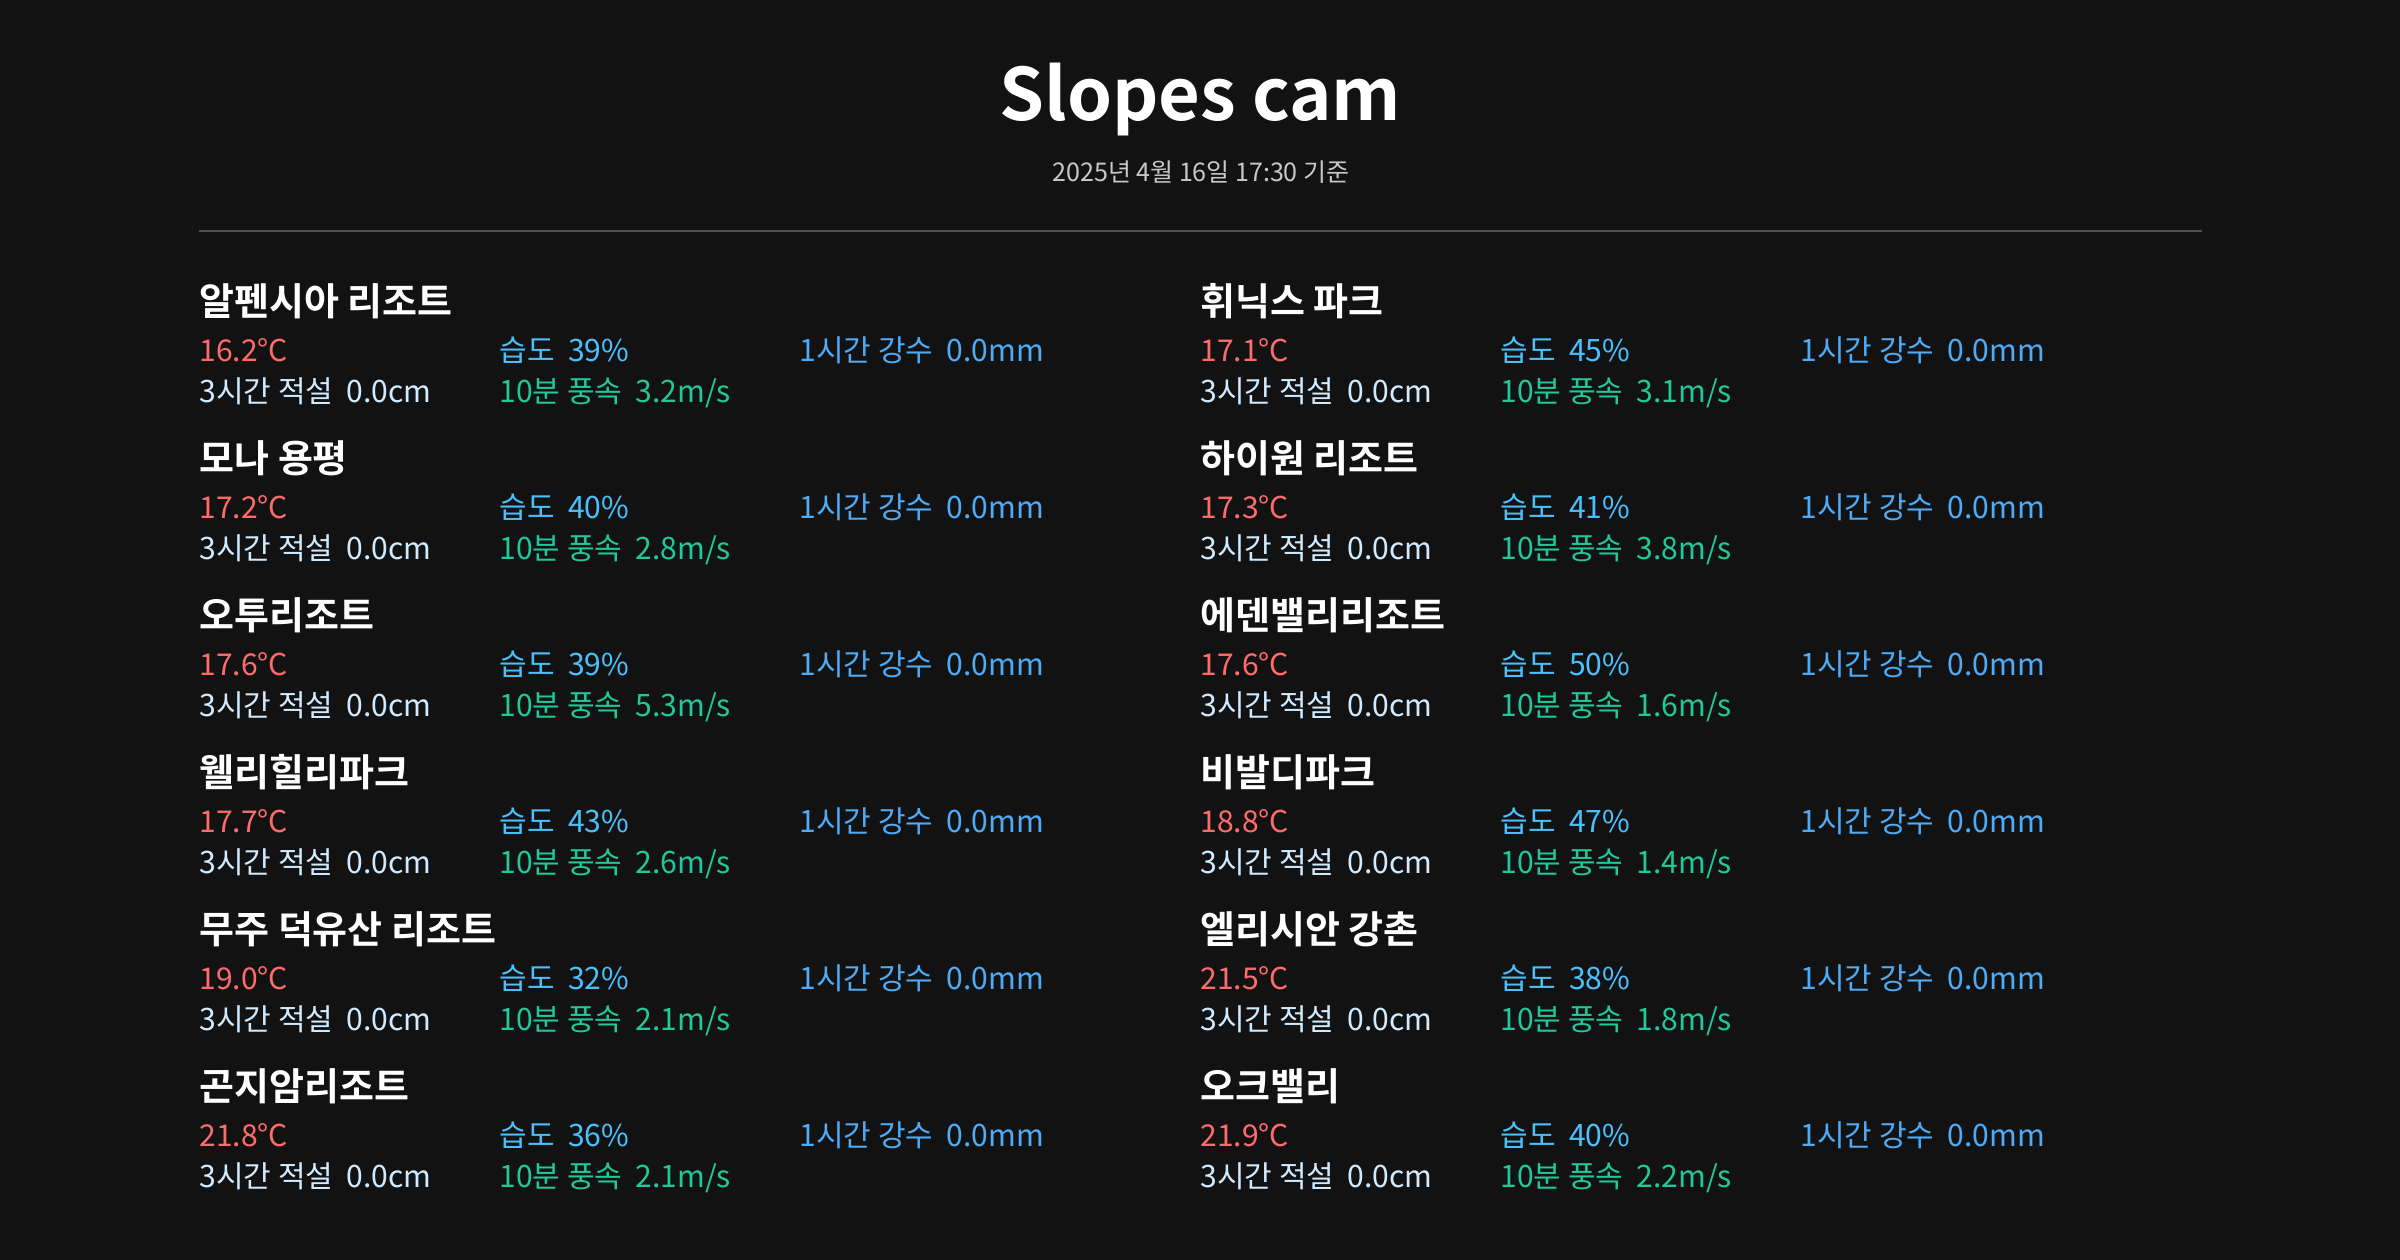 Slopes cam
2025년 4월 16일 17:30 기준
알펜시아 리조트
16.2°C 습도 39% 1시간 강수 0.0mm
3시간 적설 0.0cm 10분 풍속 3.2m/s
휘닉스 파크
17.1°C 습도 45% 1시간 강수 0.0mm
3시간 적설 0.0cm 10분 풍속 3.1m/s
모나 용평
17.2°C 습도 40% 1시간 강수 0.0mm
3시간 적설 0.0cm 10분 풍속 2.8m/s
하이원 리조트
17.3°C 습도 41% 1시간 강수 0.0mm
3시간 적설 0.0cm 10분 풍속 3.8m/s
오투리조트
17.6°C 습도 39% 1시간 강수 0.0mm
3시간 적설 0.0cm 10분 풍속 5.3m/s
에덴밸리리조트
17.6°C 습도 50% 1시간 강수 0.0mm
3시간 적설 0.0cm 10분 풍속 1.6m/s
웰리힐리파크
17.7°C 습도 43% 1시간 강수 0.0mm
3시간 적설 0.0cm 10분 풍속 2.6m/s
비발디파크
18.8°C 습도 47% 1시간 강수 0.0mm
3시간 적설 0.0cm 10분 풍속 1.4m/s
무주 덕유산 리조트
19.0°C 습도 32% 1시간 강수 0.0mm
3시간 적설 0.0cm 10분 풍속 2.1m/s
엘리시안 강촌
21.5°C 습도 38% 1시간 강수 0.0mm
3시간 적설 0.0cm 10분 풍속 1.8m/s
곤지암리조트
21.8°C 습도 36% 1시간 강수 0.0mm
3시간 적설 0.0cm 10분 풍속 2.1m/s
오크밸리
21.9°C 습도 40% 1시간 강수 0.0mm
3시간 적설 0.0cm 10분 풍속 2.2m/s